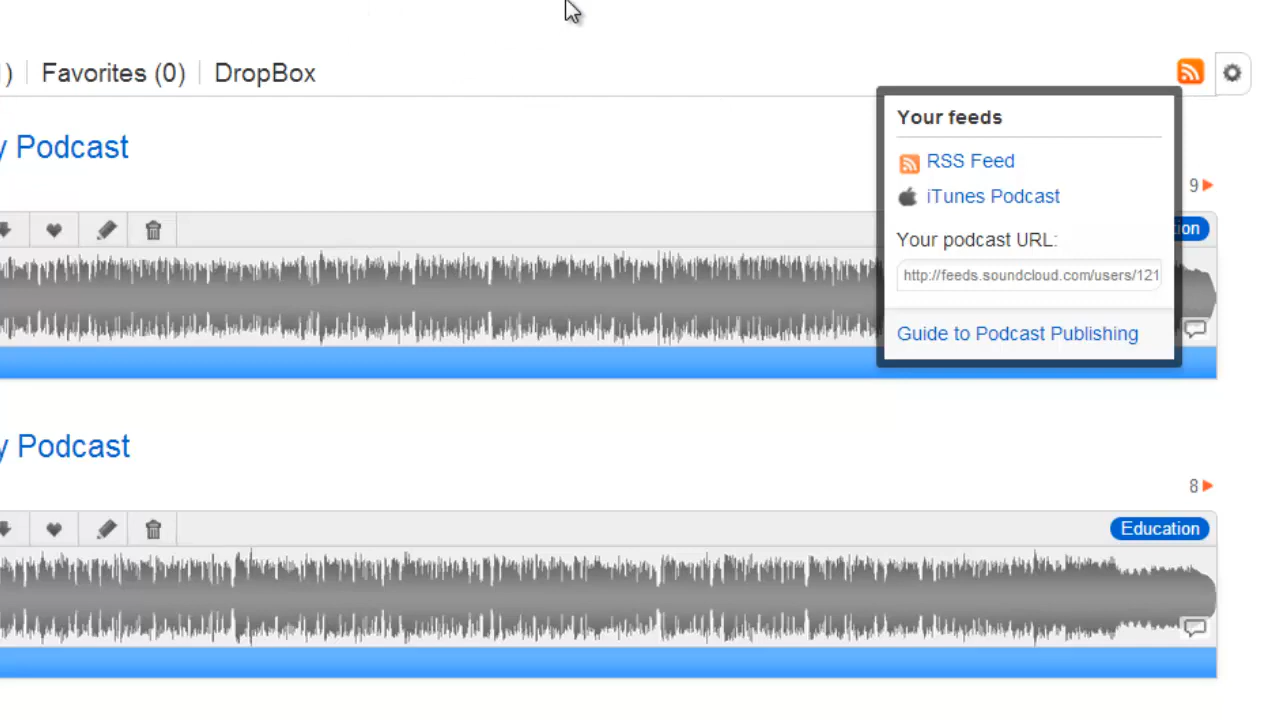 ) Favorites (0) DropBox
Your feeds
y Podcast
RSS Feed
9
iTunes Podcast
ion
Your podcast URL:
http://feeds.soundcloud.com/users/121
Guide to Podcast Publishing
y Podcast
8
Education